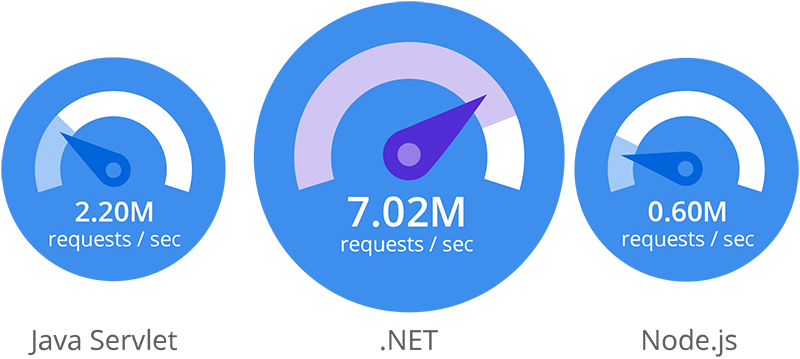 2.20M
requests / sec
Java Servlet
7.02M
requests / sec
.NET
0.60M
requests / sec
Node.js